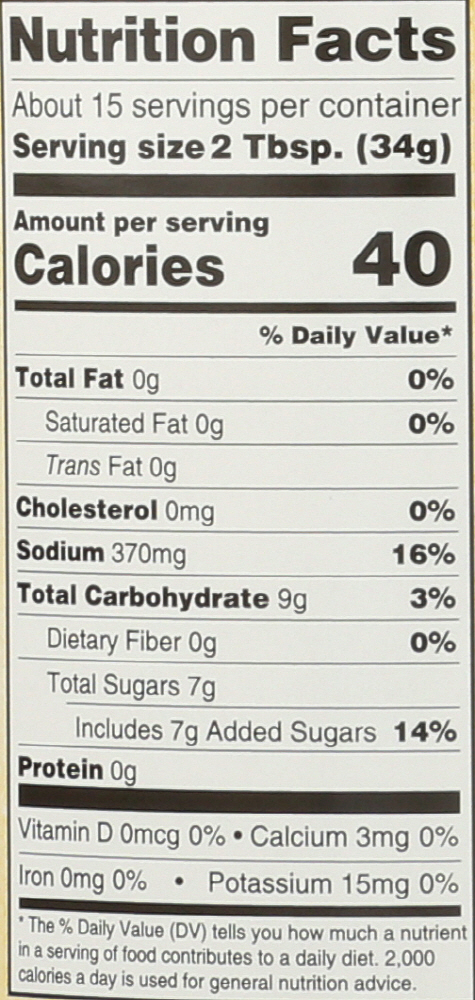 Nutrition Facts
About 15 servings per container
Serving size 2 Tbsp. (34g)
Amount per serving
Calories 40
% Daily Value*
Total Fat 0g 0%
Saturated Fat 0g 0%
Trans Fat 0g
Cholesterol 0mg 0%
Sodium 370mg 16%
Total Carbohydrate 9g 3%
Dietary Fiber 0g 0%
Total Sugars 7g
Includes 7g Added Sugars 14%
Protein 0g
Vitamin D 0mcg 0% • Calcium 3mg 0%
Iron 0mg 0% • Potassium 15mg 0%
* The % Daily Value (DV) tells you how much a nutrient
in a serving of food contributes to a daily diet. 2,000
calories a day is used for general nutrition advice.